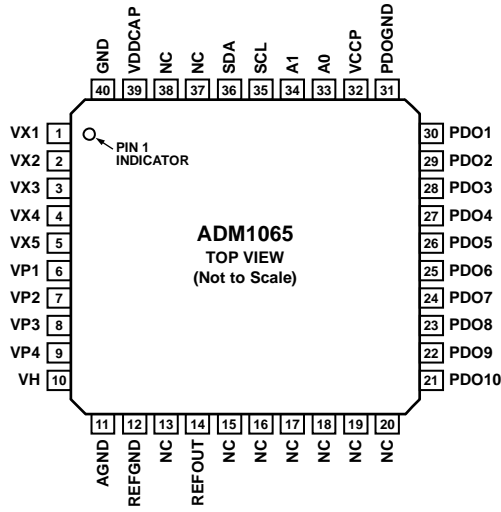 GND
VDDCAP
NC
NC
SDA
SCL
A1
A0
VCCP
PDOGND
40 39 38 37 36 35 34 33 32 31
VX1 1
VX2 2
VX3 3
VX4 4
VX5 5
VP1 6
VP2 7
VP3 8
VP4 9
VH 10
PIN 1
INDICATOR
ADM1065
TOP VIEW
(Not to Scale)
30 PDO1
29 PDO2
28 PDO3
27 PDO4
26 PDO5
25 PDO6
24 PDO7
23 PDO8
22 PDO9
21 PDO10
11 12 13 14 15 16 17 18 19 20
AGND
REFGND
NC
REFOUT
NC
NC
NC
NC
NC
NC